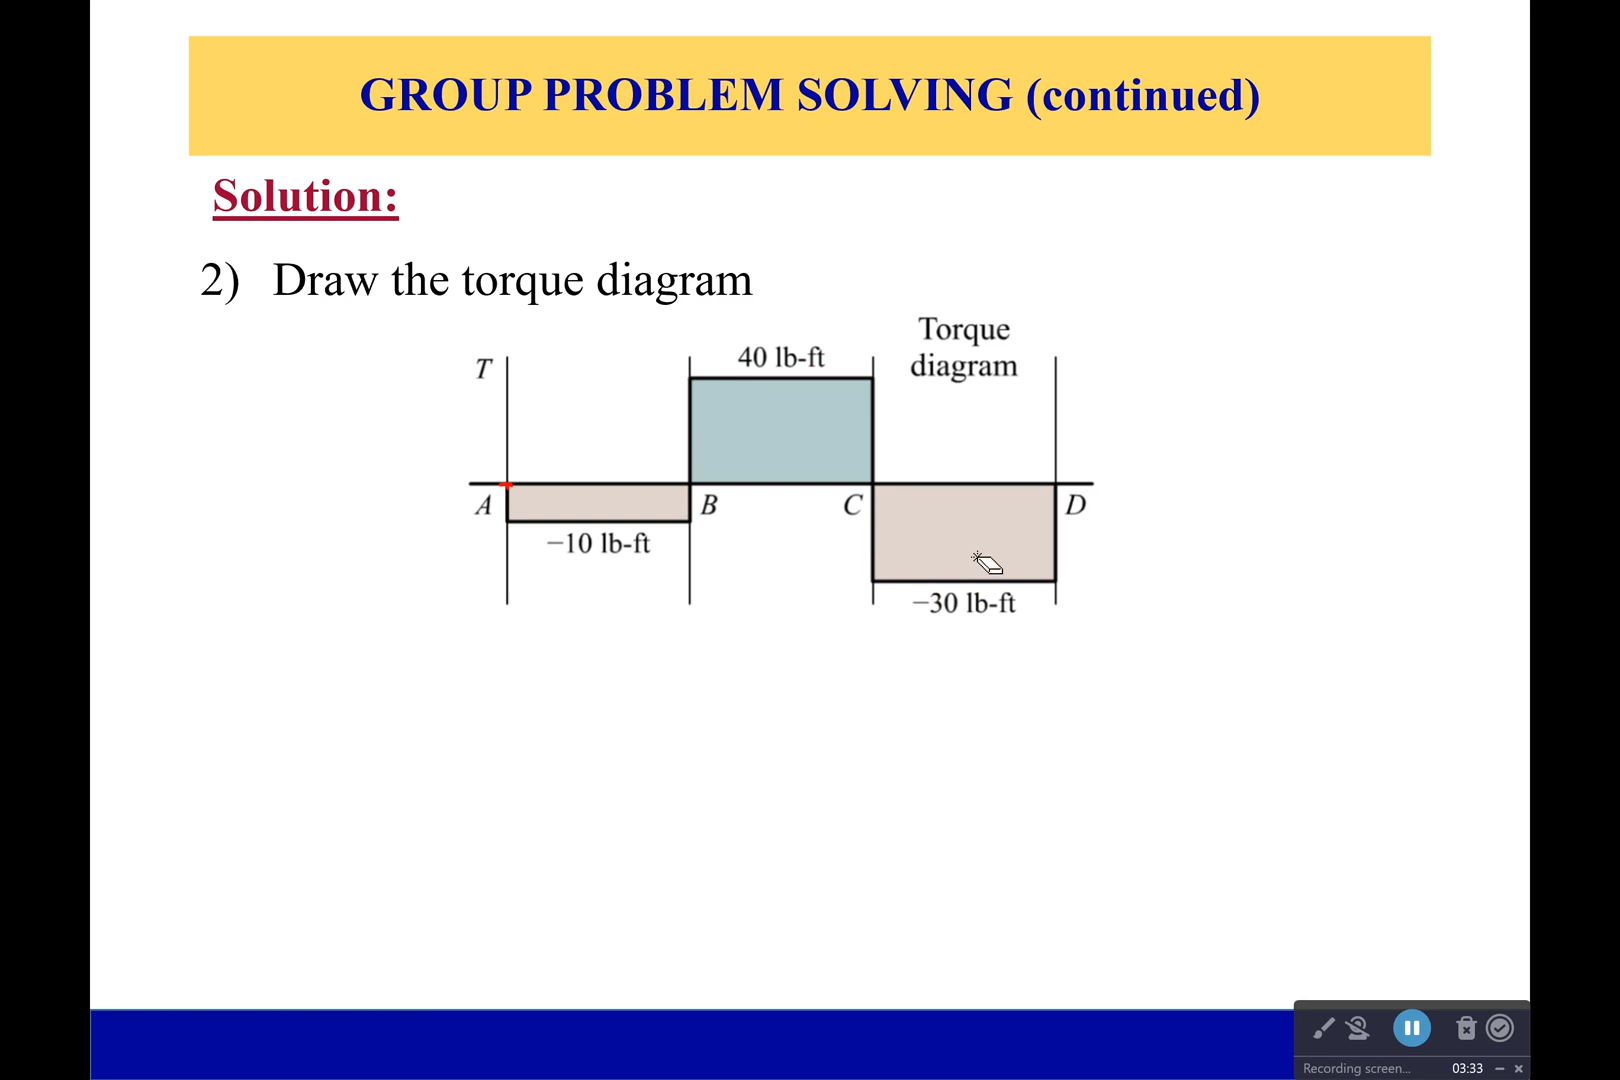 GROUP PROBLEM SOLVING (continued)
Solution:
2) Draw the torque diagram
Torque
diagram
T
40 lb-ft
A
B
C
D
−10 lb-ft
−30 lb-ft
Recording screen... 03:33